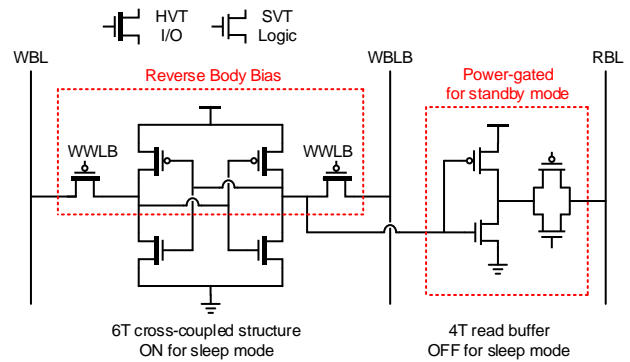 HVT
I/O
SVT
Logic
WBL
WBLB
RBL
Reverse Body Bias
Power-gated
for standby mode
WWLB
WWLB
6T cross-coupled structure
ON for sleep mode
4T read buffer
OFF for sleep mode